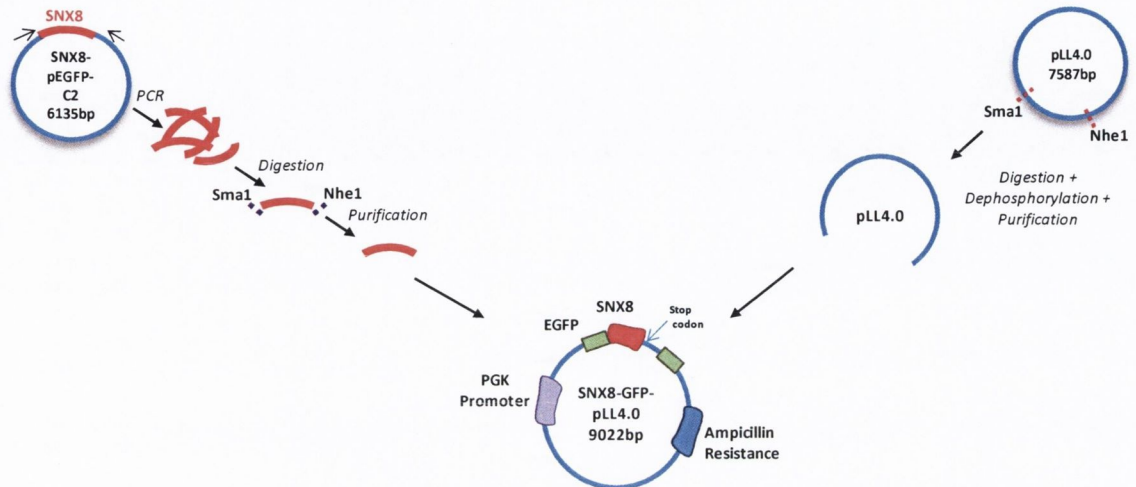 SNX8
SNX8-
pEGFP-
C2
6135bp
PCR
Digestion
Sma1
Nhe1
Purification
pLL4.0
7587bp
Sma1
Nhe1
Digestion +
Dephosphorylation +
Purification
pLL4.0
SNX8
Stop
codon
EGFP
PGK
Promoter
SNX8-GFP-
pLL4.0
9022bp
Ampicillin
Resistance